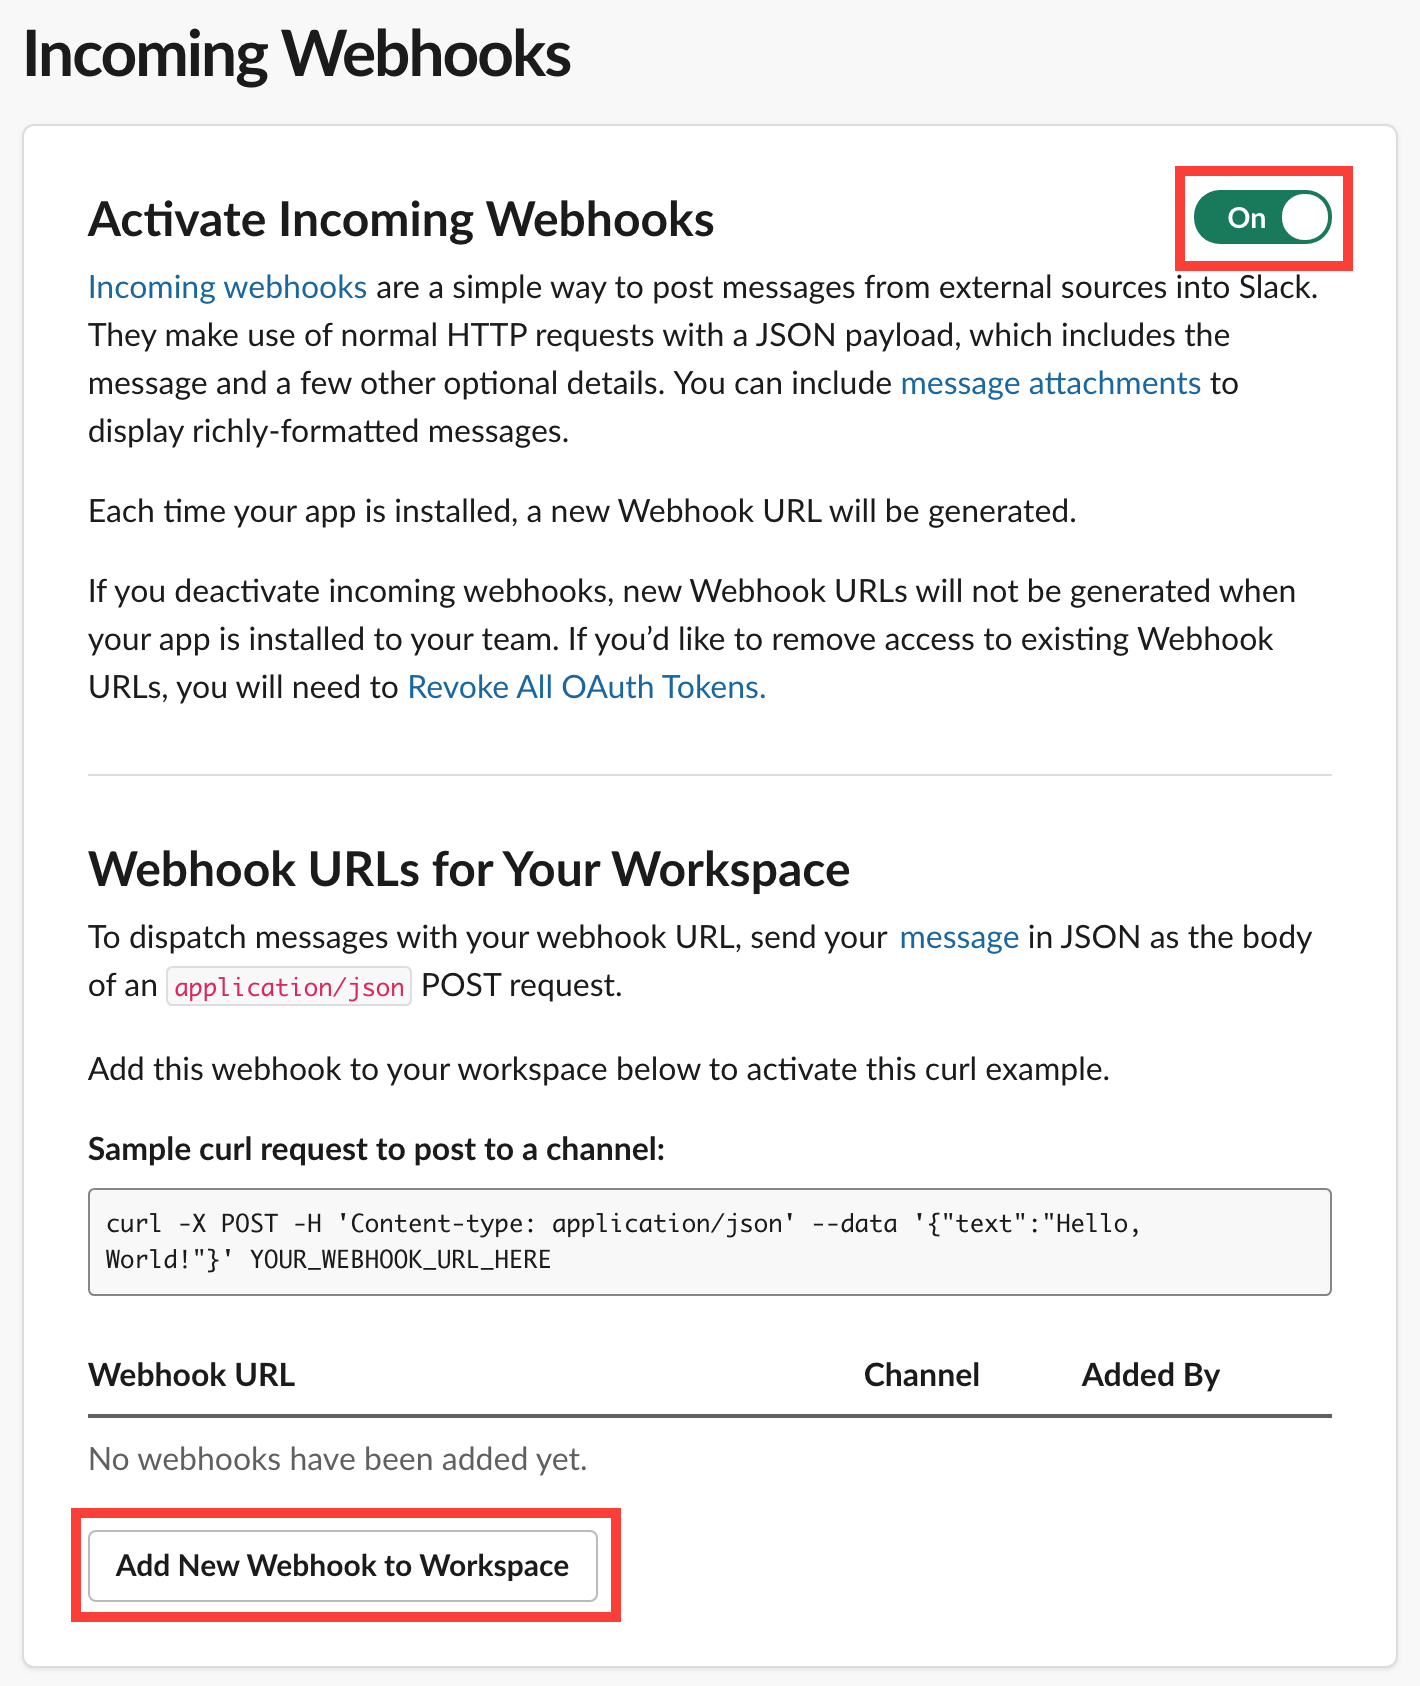 Incoming Webhooks
Activate Incoming Webhooks
On
Incoming webhooks are a simple way to post messages from external sources into Slack.
They make use of normal HTTP requests with a JSON payload, which includes the
message and a few other optional details. You can include message attachments to
display richly-formatted messages.
Each time your app is installed, a new Webhook URL will be generated.
If you deactivate incoming webhooks, new Webhook URLs will not be generated when
your app is installed to your team. If you’d like to remove access to existing Webhook
URLs, you will need to Revoke All OAuth Tokens.
Webhook URLs for Your Workspace
To dispatch messages with your webhook URL, send your message in JSON as the body
of an application/json POST request.
Add this webhook to your workspace below to activate this curl example.
Sample curl request to post to a channel:
curl -X POST -H 'Content-type: application/json' --data '{"text":"Hello,
World!"}' YOUR_WEBHOOK_URL_HERE
Webhook URL Channel Added By
No webhooks have been added yet.
Add New Webhook to Workspace